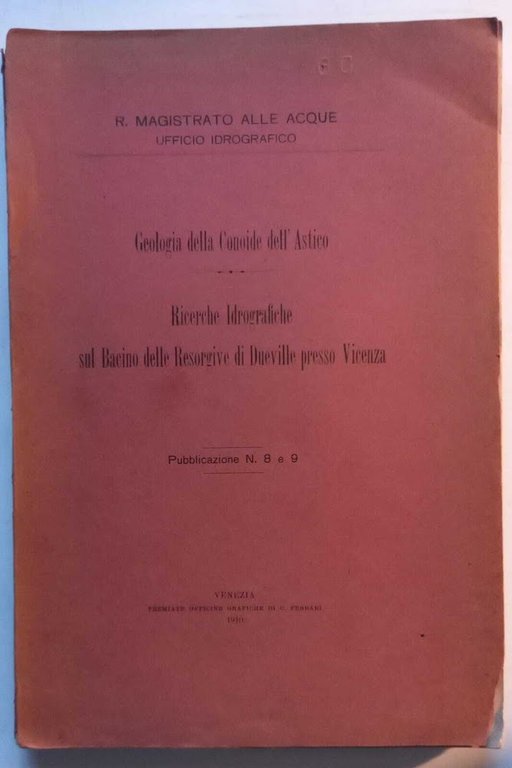 R. MAGISTRATO ALLE ACQUE
UFFICIO IDROGRAFICO
Geologia della Conoide dell' Astico
Ricerche Idrografiche
sul Bacino delle Resorgive di Dueville presso Vicenza
Pubblicazione N. 8 e 9
VENEZIA
PREMIATE OFFICINE GRAFICHE DI C. FERRARI
1910